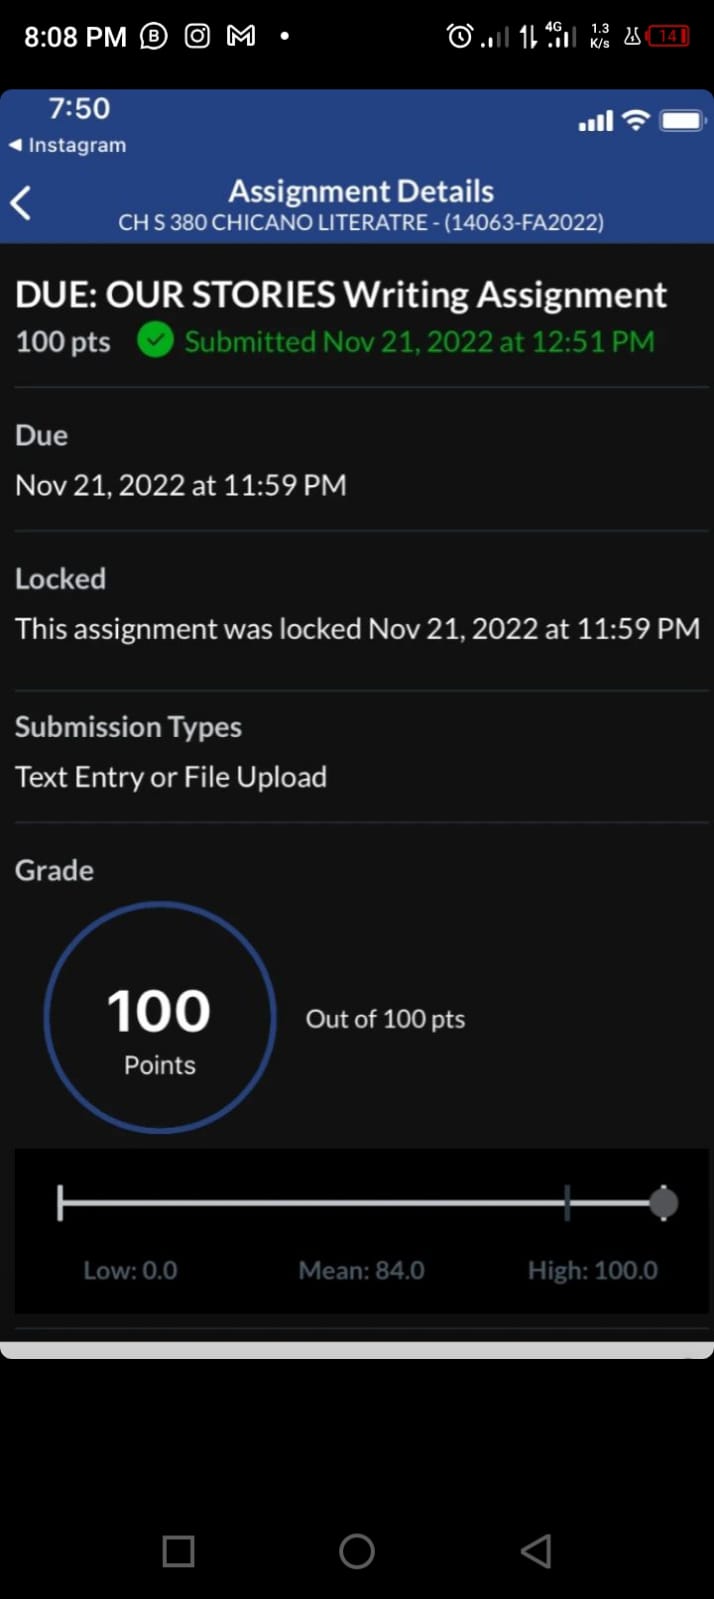 8:08 PM
4G
1.3
K/s
14
7:50
Instagram
Assignment Details
CH S 380 CHICANO LITERATRE - (14063-FA2022)
DUE: OUR STORIES Writing Assignment
100 pts Submitted Nov 21, 2022 at 12:51 PM
Due
Nov 21, 2022 at 11:59 PM
Locked
This assignment was locked Nov 21, 2022 at 11:59 PM
Submission Types
Text Entry or File Upload
Grade
100
Points
Out of 100 pts
Low: 0.0 Mean: 84.0 High: 100.0